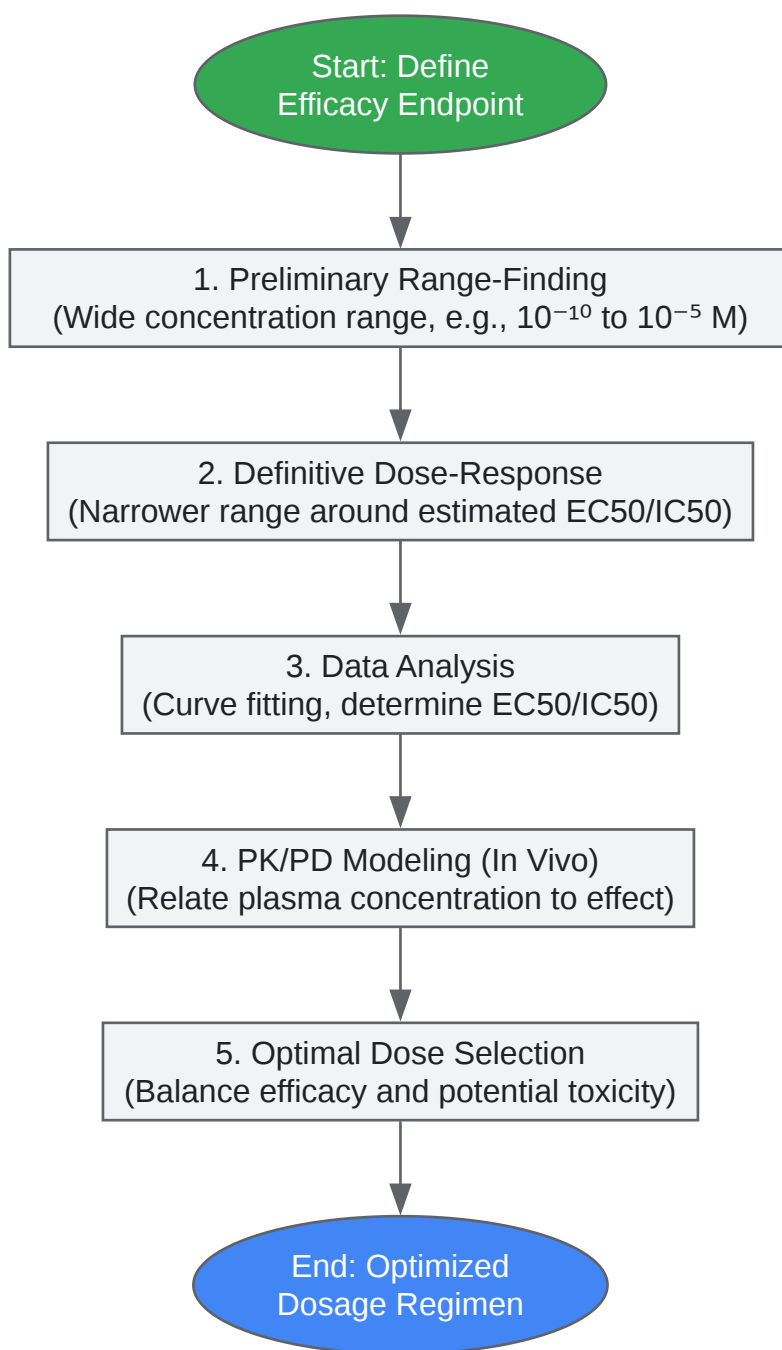 Start: Define
Efficacy Endpoint
1. Preliminary Range-Finding
(Wide concentration range, e.g., 10⁻¹⁰ to 10⁻⁵ M)
2. Definitive Dose-Response
(Narrower range around estimated EC50/IC50)
3. Data Analysis
(Curve fitting, determine EC50/IC50)
4. PK/PD Modeling (In Vivo)
(Relate plasma concentration to effect)
5. Optimal Dose Selection
(Balance efficacy and potential toxicity)
End: Optimized
Dosage Regimen